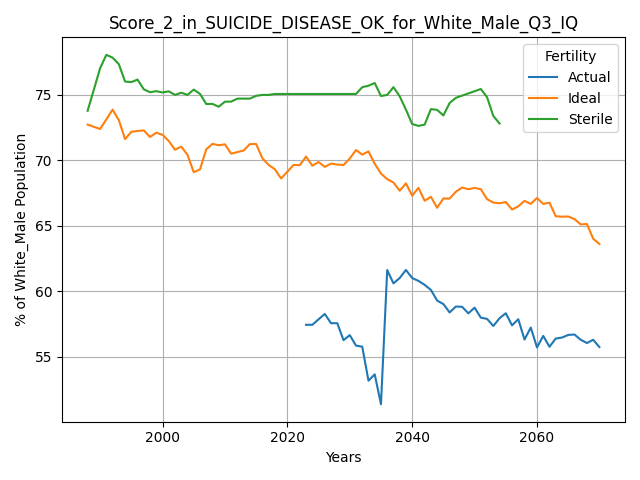 Score_2_in_SUICIDE_DISEASE_OK_for_White_Male_Q3_IQ
Fertility
Actual
Ideal
Sterile
% of White_Male Population
75
70
65
60
55
2000
2020
2040
2060
Years